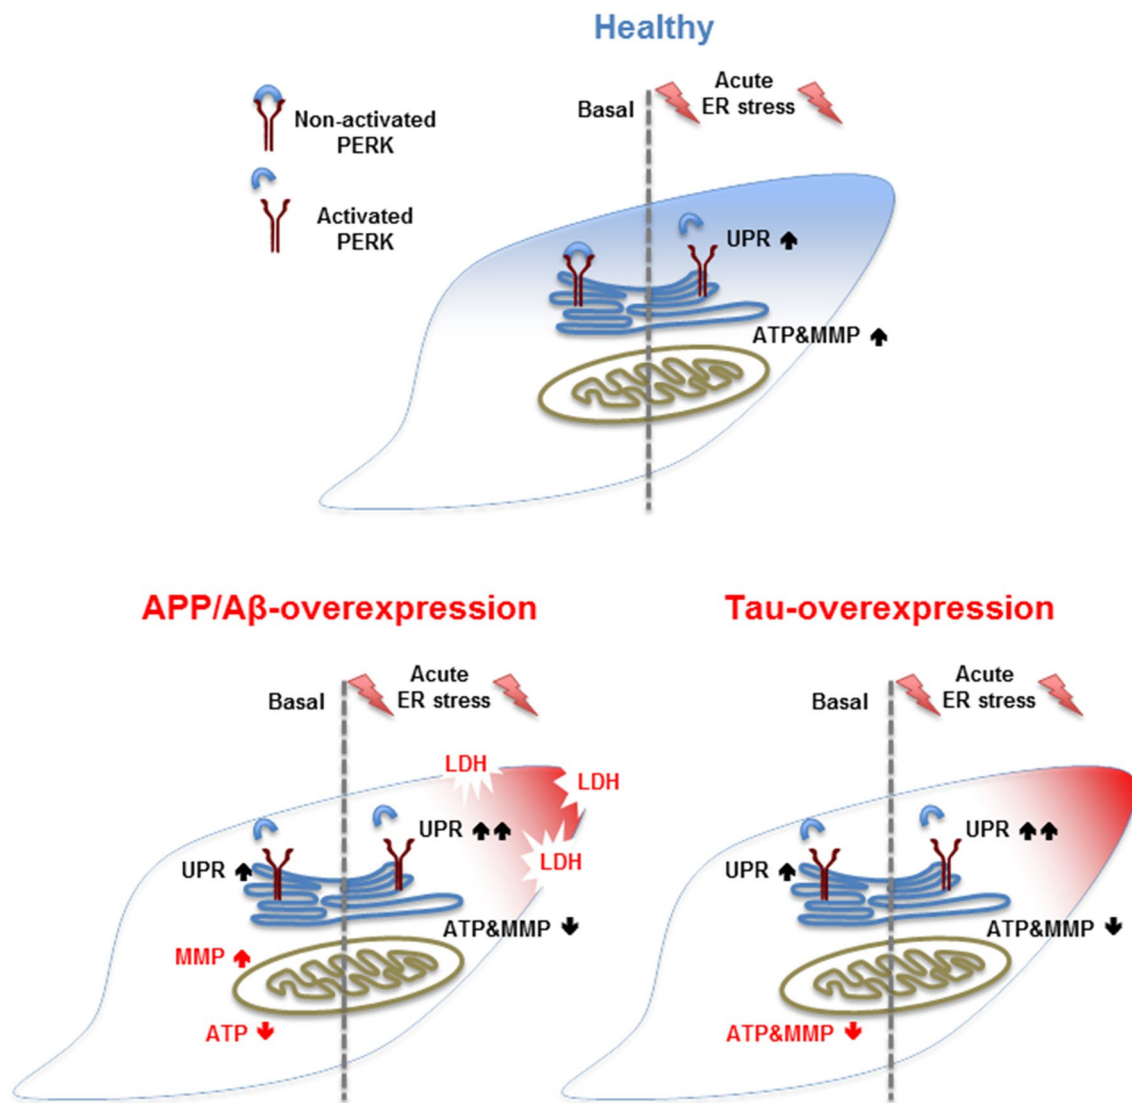 Healthy
Acute
ER stress
Basal
Non-activated
PERK
Activated
PERK
UPR
ATP&MMP
APP/Aβ-overexpression
Acute
ER stress
Basal
LDH
LDH
LDH
UPR
UPR
ATP&MMP
MMP
ATP
Tau-overexpression
Acute
ER stress
Basal
UPR
UPR
ATP&MMP
ATP&MMP